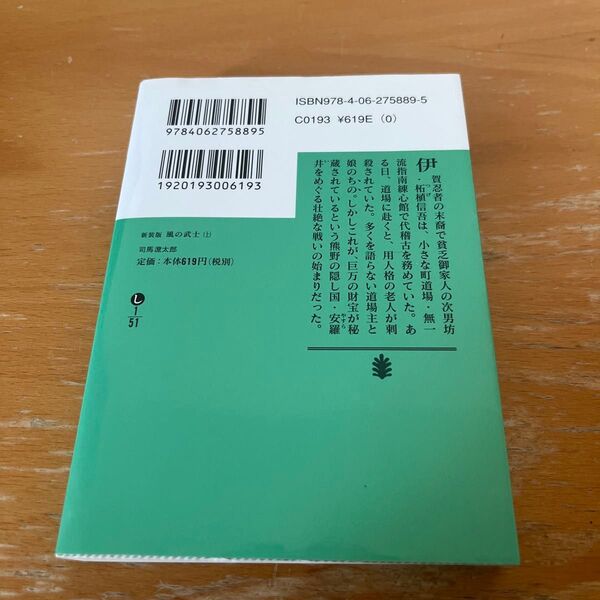 ISBN978-4-06-275889-5
C0193 ¥619E (0)
9784062758895
1920193006193
新装版 風の武士(上)
司馬遼太郎
定価:本体619円(税別)
し
1
51
伊賀忍者の末裔で貧乏御家人の次男坊
・柘植信吾は、小さな町道場・無一
流指南練心館で代稽古を務めていた。あ
る日、道場に赴くと、用人格の老人が刺
殺されていた。多くを語らない道場主と
娘のちの。しかしこれが、巨万の財宝が秘
蔵されているという熊野の隠し国・安羅
井をめぐる壮絶な戦いの始まりだった。